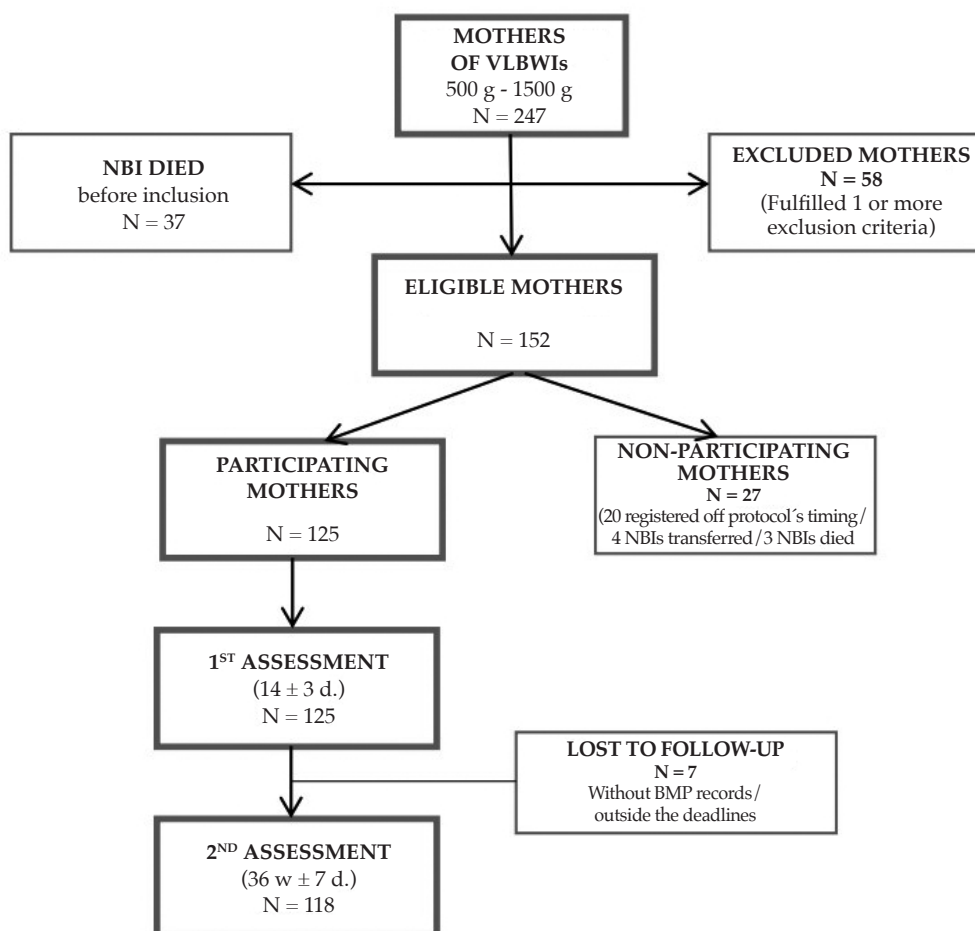 MOTHERS
OF VLBWIs
500 g - 1500 g
N = 247
NBI DIED
before inclusion
N = 37
EXCLUDED MOTHERS
N = 58
(Fulfilled 1 or more
exclusion criteria)
ELIGIBLE MOTHERS
N = 152
PARTICIPATING
MOTHERS
N = 125
NON-PARTICIPATING
MOTHERS
N = 27
(20 registered off protocol´s timing/
4 NBIs transferred/3 NBIs died
1ST ASSESSMENT
(14 ± 3 d.)
N = 125
LOST TO FOLLOW-UP
N = 7
Without BMP records/
outside the deadlines
2ND ASSESSMENT
(36 w ± 7 d.)
N = 118